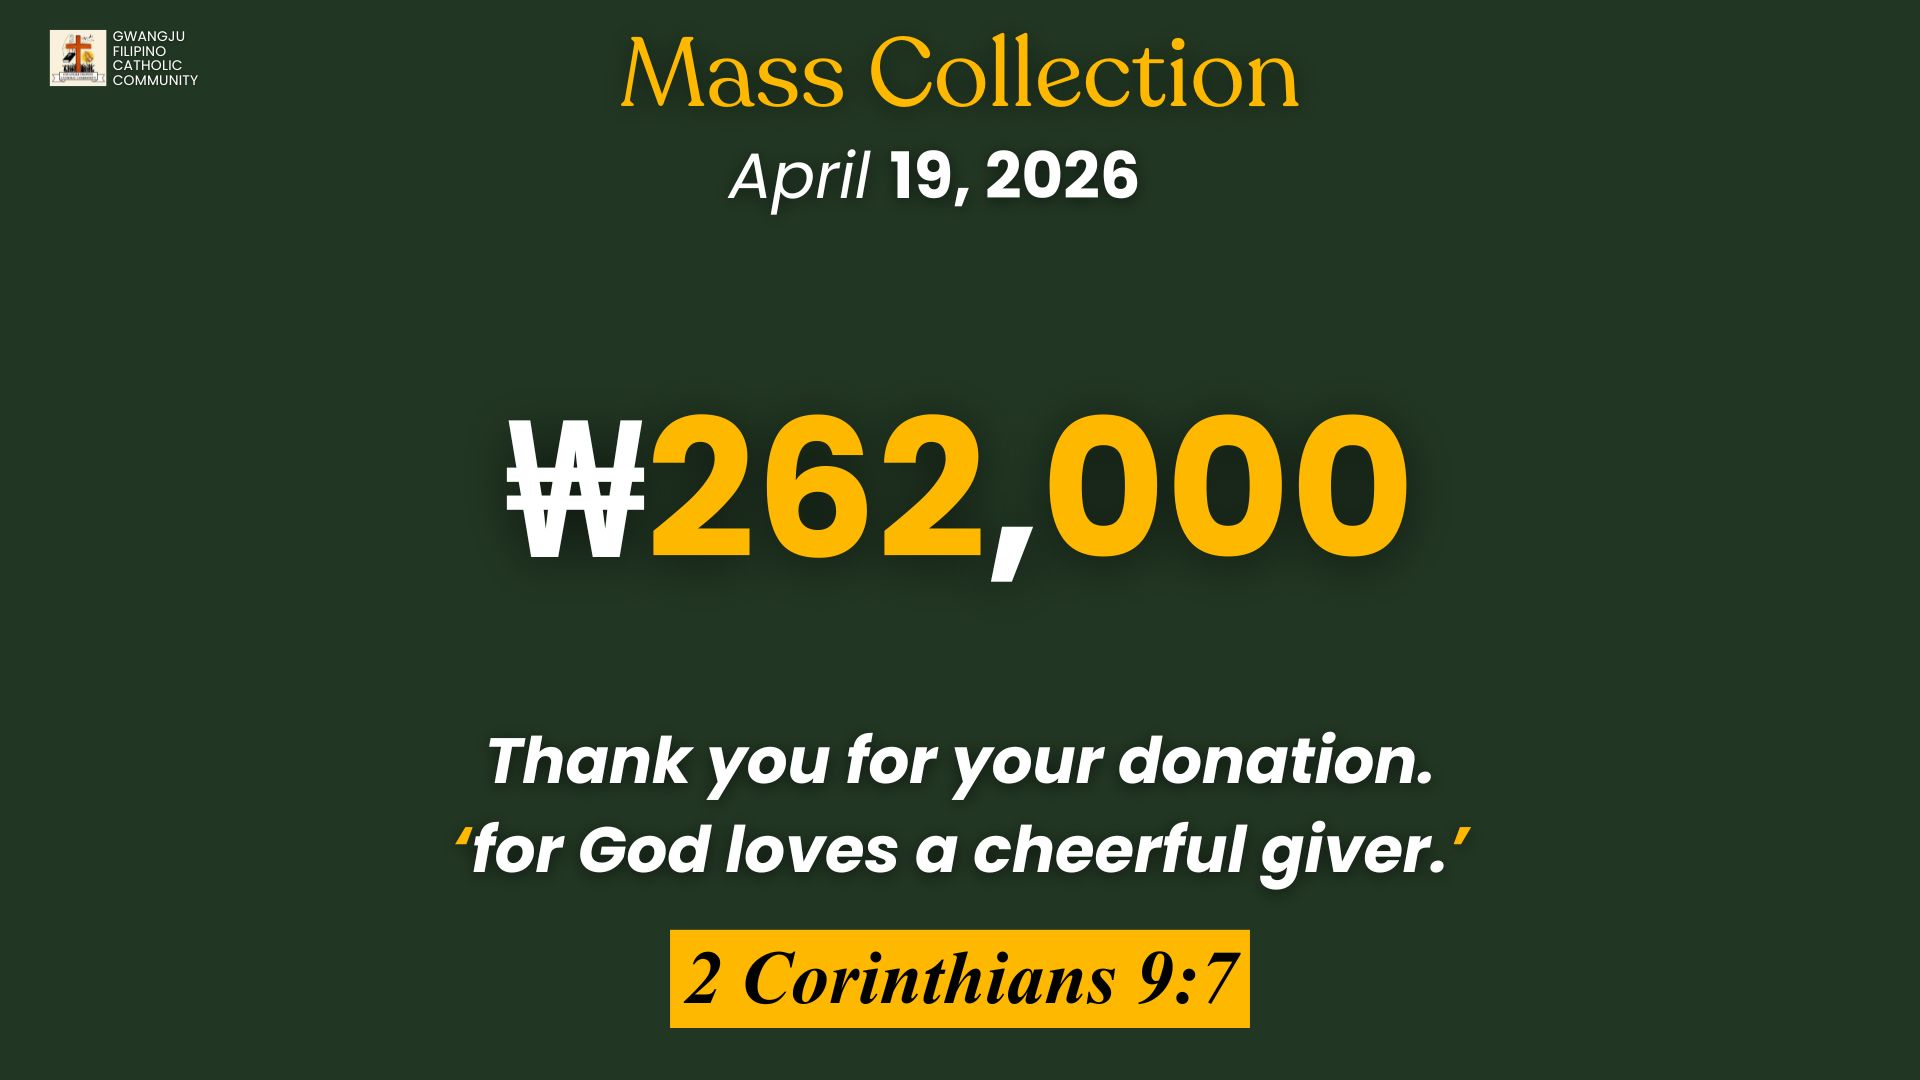 GWANGJU
FILIPINO
CATHOLIC
COMMUNITY
Mass Collection
April 19, 2026
₩262,000
Thank you for your donation.
‘for God loves a cheerful giver.’
2 Corinthians 9:7